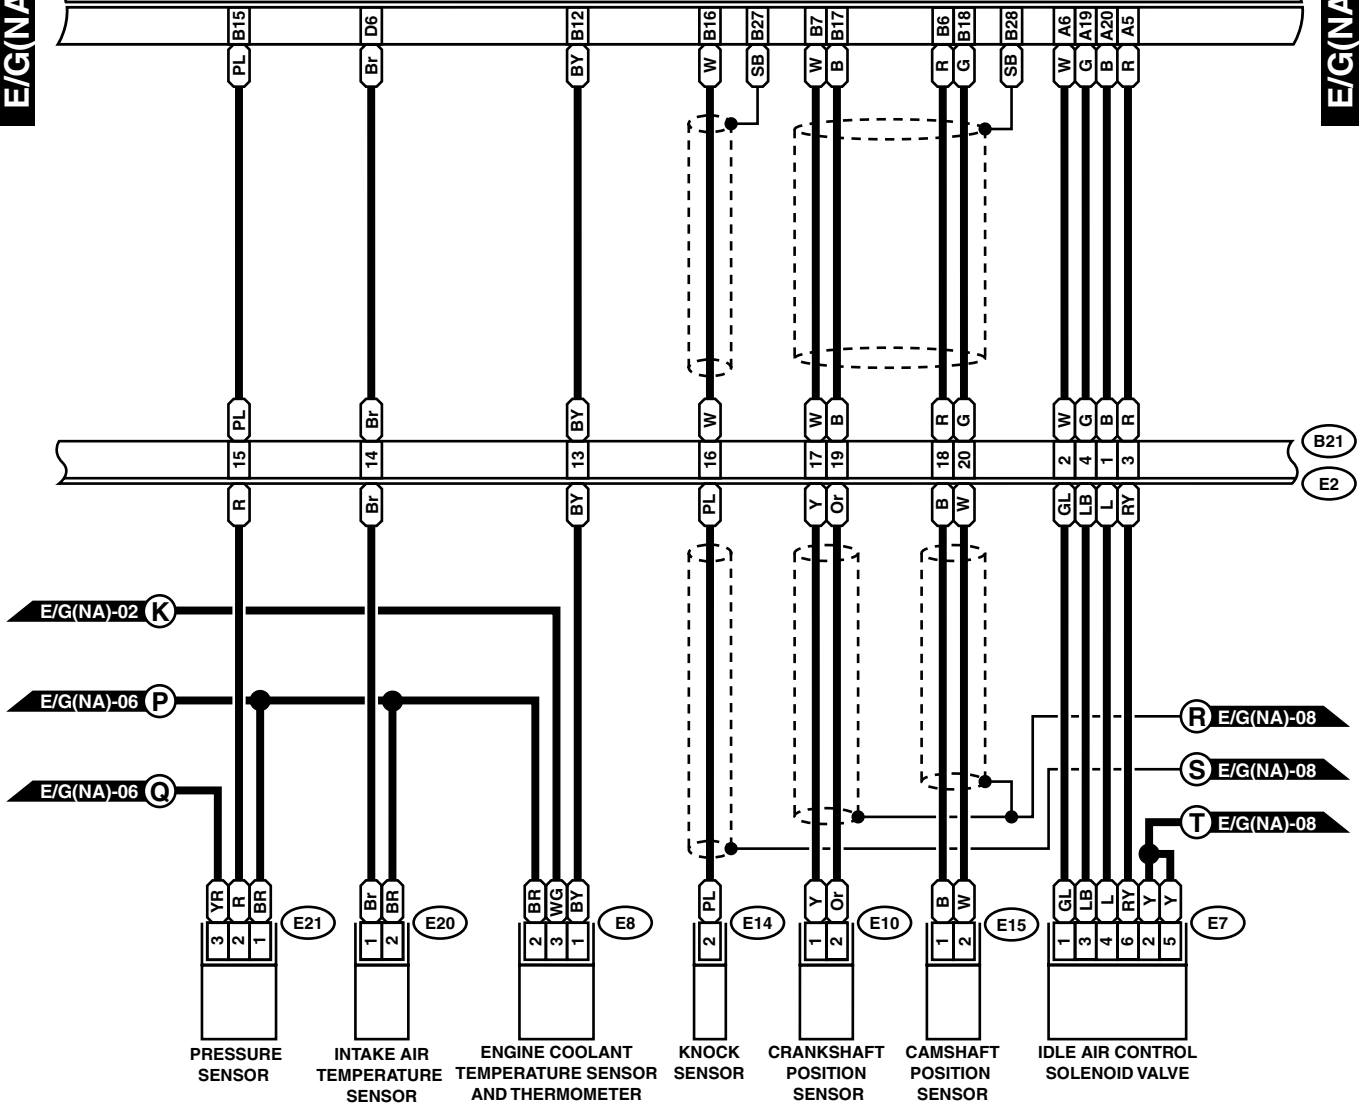 E/G(NA
E/G(NA
B15 D6 B12 B16 B27 B7 B17 B6 B18 B28 A6 A19 A20 A5
PL Br BY W SB W B R G SB W G B R
PL Br BY W W B R G W G B R
B21
15 14 13 16 17 19 18 20 2 4 1 3
E2
R Br BY PL Y Or B W GL LB L RY
E/G(NA)-02 K
E/G(NA)-06 P
R E/G(NA)-08
S E/G(NA)-08
E/G(NA)-06 Q
T E/G(NA)-08
YR R BR Br BR BR WG BY PL Y Or B W GL LB L RY Y Y
E21 E20 E8 E14 E10 E15 E7
3 2 1 1 2 2 3 1 2 1 2 1 2 1 3 4 6 2 5
PRESSURE
SENSOR
INTAKE AIR
TEMPERATURE
SENSOR
ENGINE COOLANT
TEMPERATURE SENSOR
AND THERMOMETER
KNOCK
SENSOR
CRANKSHAFT
POSITION
SENSOR
CAMSHAFT
POSITION
SENSOR
IDLE AIR CONTROL
SOLENOID VALVE